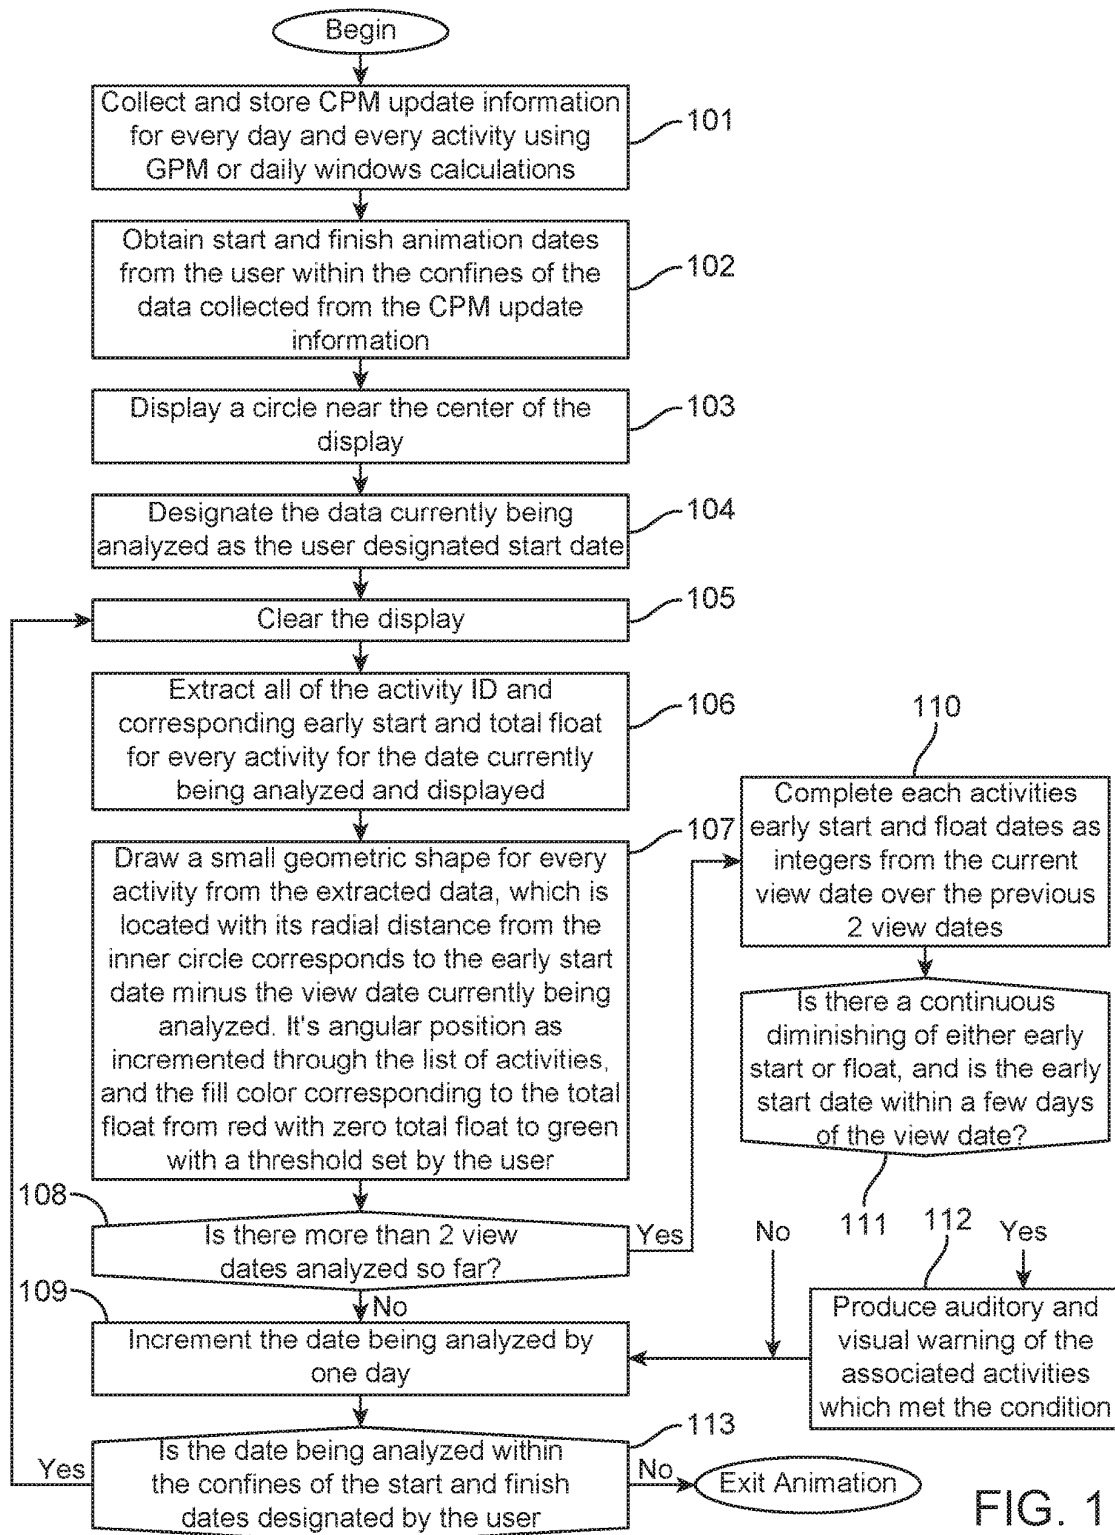 Begin
Collect and store CPM update information
for every day and every activity using
GPM or daily windows calculations
101
Obtain start and finish animation dates
from the user within the confines of the
data collected from the CPM update
information
102
Display a circle near the center of the
display
103
Designate the data currently being
analyzed as the user designated start date
104
Clear the display
105
Extract all of the activity ID and
corresponding early start and total float
for every activity for the date currently
being analyzed and displayed
106
Draw a small geometric shape for every
activity from the extracted data, which is
located with its radial distance from the
inner circle corresponds to the early start
date minus the view date currently being
analyzed. It's angular position as
incremented through the list of activities,
and the fill color corresponding to the total
float from red with zero total float to green
with a threshold set by the user
107
108
Is there more than 2 view
dates analyzed so far?
Yes
No
109
Increment the date being analyzed by
one day
110
Complete each activities
early start and float dates as
integers from the current
view date over the previous
2 view dates
Is there a continuous
diminishing of either early
start or float, and is the early
start date within a few days
of the view date?
111
No
Yes
112
Produce auditory and
visual warning of the
associated activities
which met the condition
113
Is the date being analyzed within
the confines of the start and finish
dates designated by the user
Yes
No
Exit Animation
FIG. 1